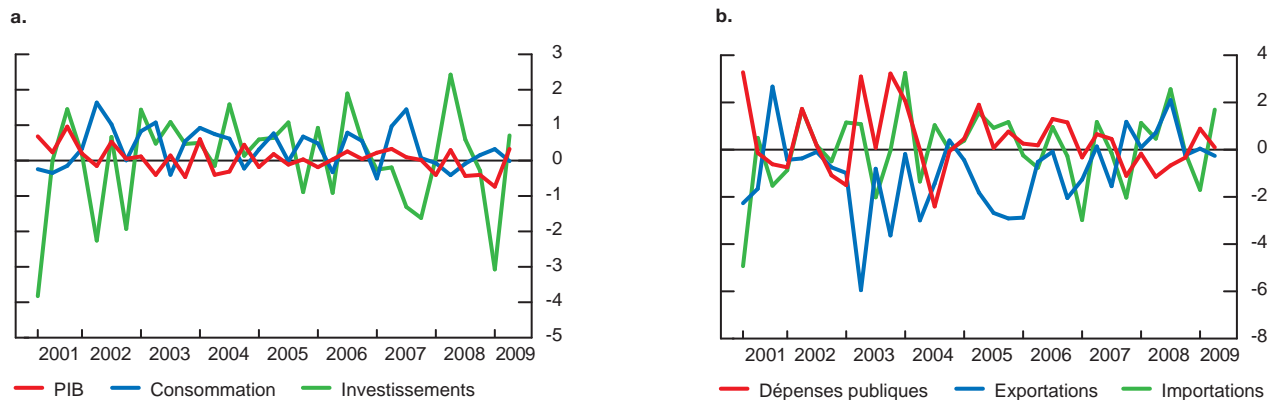 a.
3
2
1
0
-1
-2
-3
-4
-5
2001 2002 2003 2004 2005 2006 2007 2008 2009
PIB Consommation Investissements
b.
4
2
0
-2
-4
-6
-8
2001 2002 2003 2004 2005 2006 2007 2008 2009
Dépenses publiques Exportations Importations